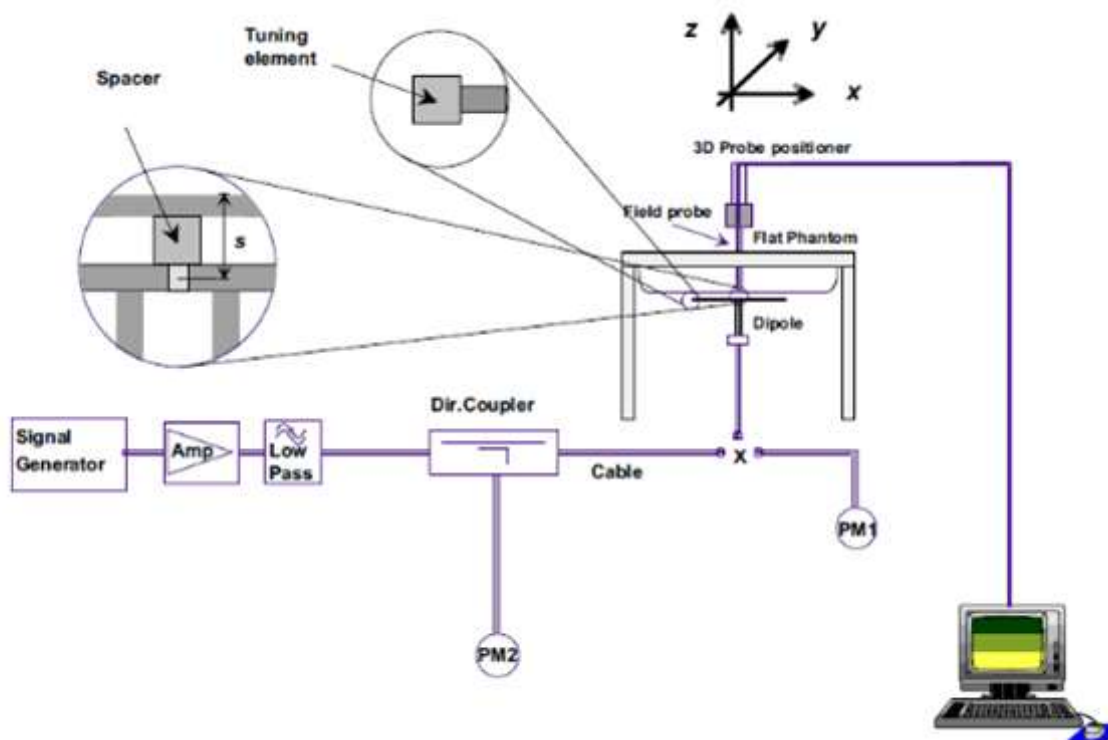 Tuning
element
Spacer
z
y
x
3D Probe positioner
Field probe
Flat Phantom
s
Dipole
Dir.Coupler
Signal
Generator
Amp
Low
Pass
Cable
X
PM1
PM2